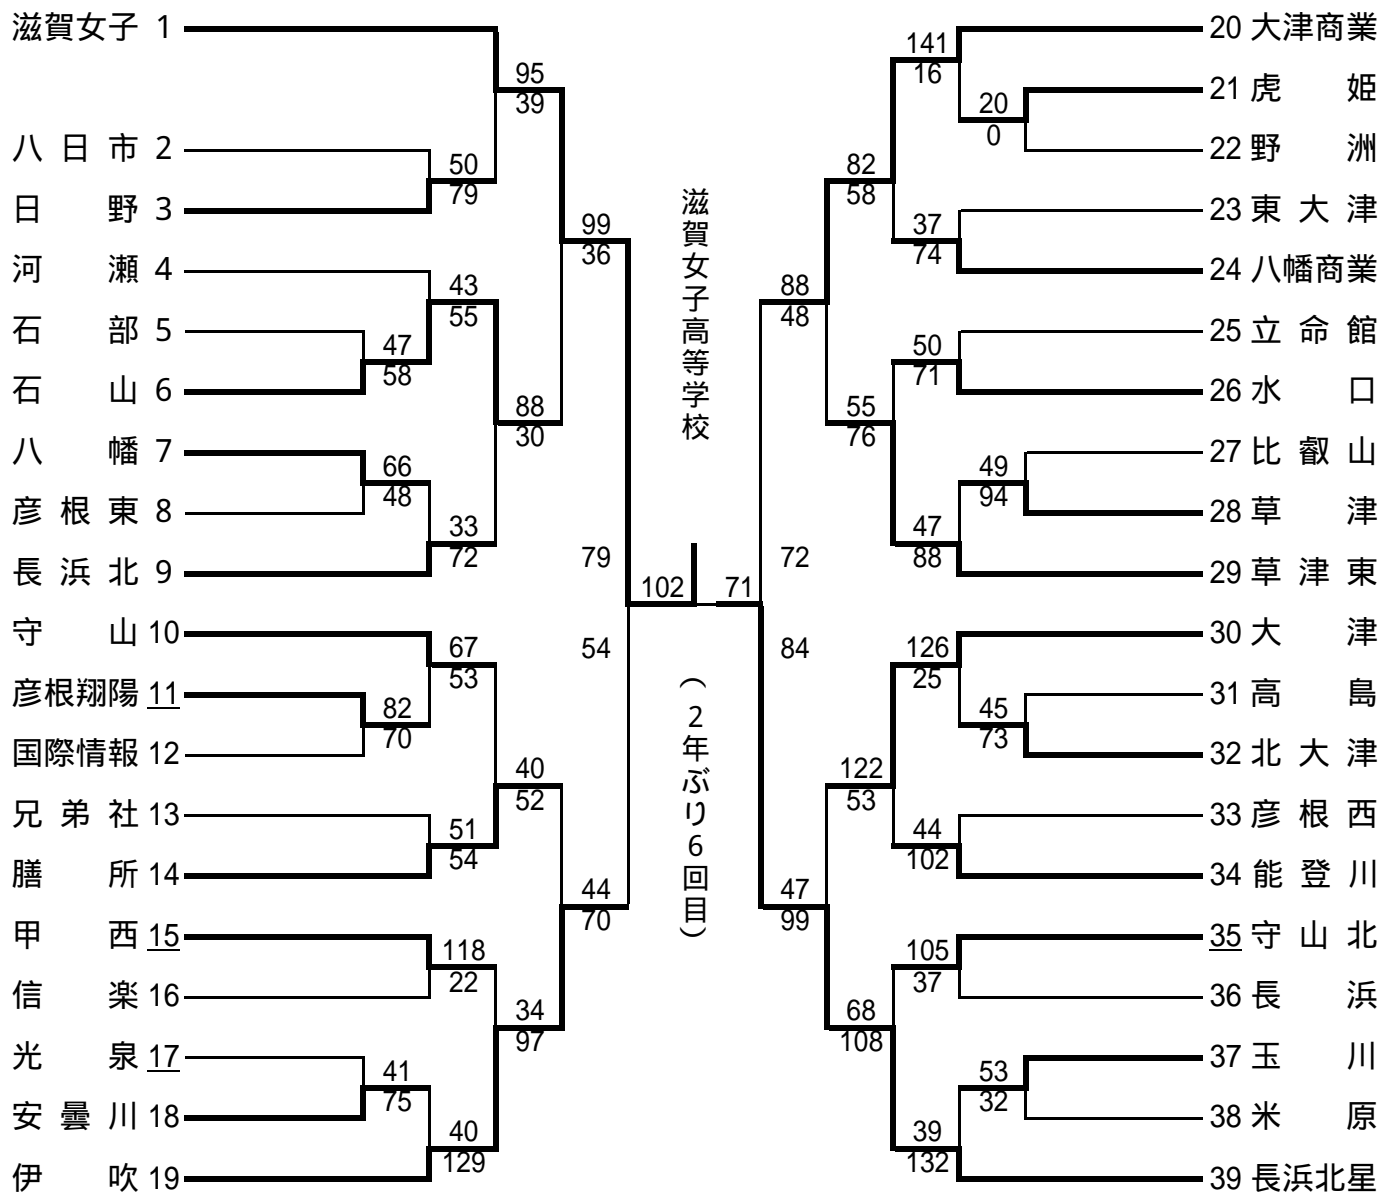 滋賀女子 1
八日市 2
日野 3
河瀬 4
石部 5
石山 6
八幡 7
彦根東 8
長浜北 9
守山 10
彦根翔陽 11
国際情報 12
兄弟社 13
膳所 14
甲西 15
信楽 16
光泉 17
安曇川 18
伊吹 19
95
39
50
79
99
36
43
55
47
58
88
30
66
48
33
72
79
54
67
53
82
70
40
52
51
54
44
70
118
22
34
97
41
75
40
129
102
71
滋賀女子高等学校
(2年ぶり6回目)
141
16
20
0
82
58
37
74
88
48
50
71
55
76
49
94
47
88
72
84
126
25
45
73
122
53
44
102
47
99
105
37
68
108
53
32
39
132
20 大津商業
21 虎姫
22 野洲
23 東大津
24 八幡商業
25 立命館
26 水口
27 比叡山
28 草津
29 草津東
30 大津
31 高島
32 北大津
33 彦根西
34 能登川
35 守山北
36 長浜
37 玉川
38 米原
39 長浜北星